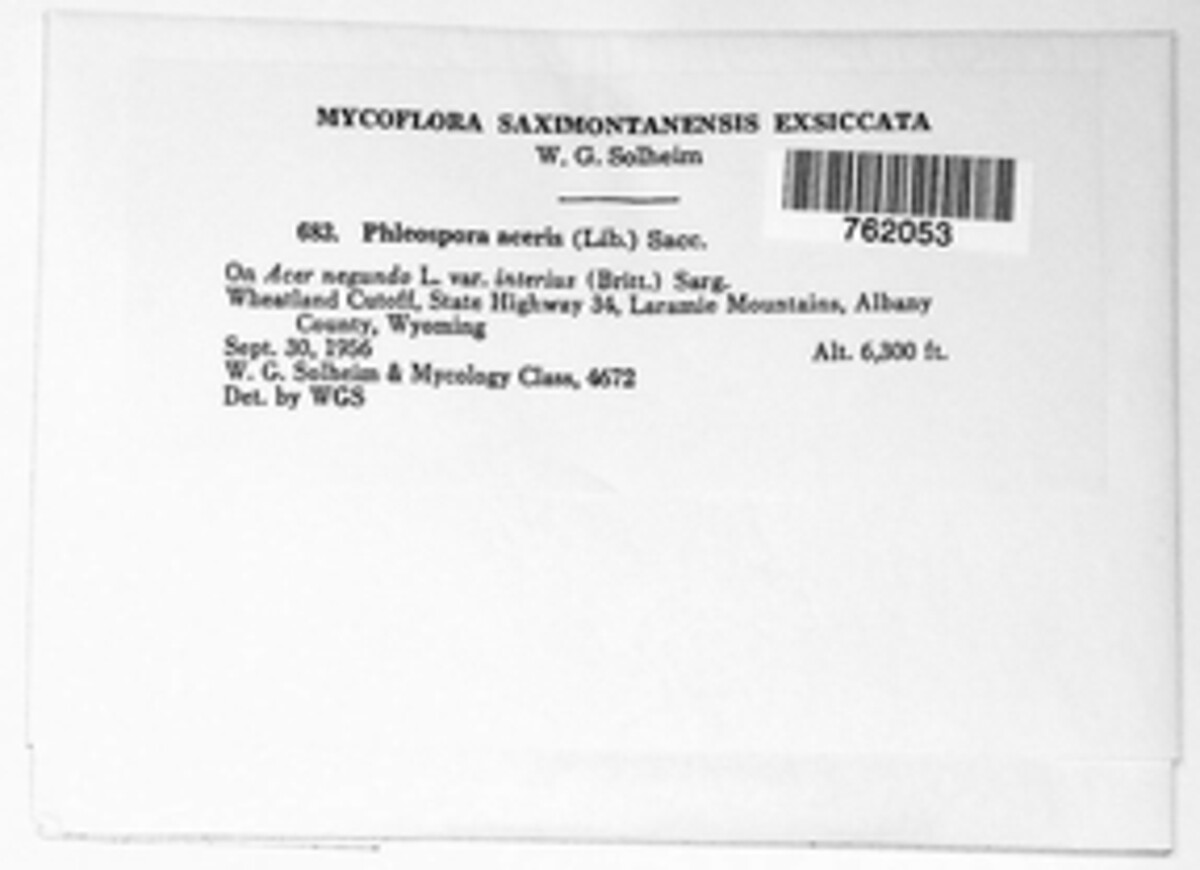 MYCOFLORA SAXIMONTANENSIS EXSICCATA
W. G. Solheim
762053
683. Phleospora aceris (Lib.) Sacc.
On Acer negundo L. var. interius (Britt.) Sarg.
Wheatland Cutoff, State Highway 34, Laramie Mountains, Albany
County, Wyoming
Sept. 30, 1956 Alt. 6,300 ft.
W. G. Solheim & Mycology Class, 4672
Det. by WGS